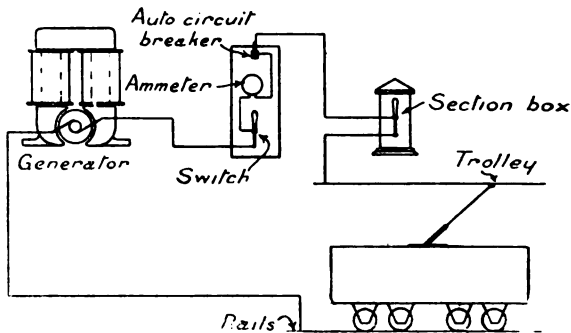 Auto circuit
breaker
Ammeter
Section box
Generator
Switch
Trolley
Rails